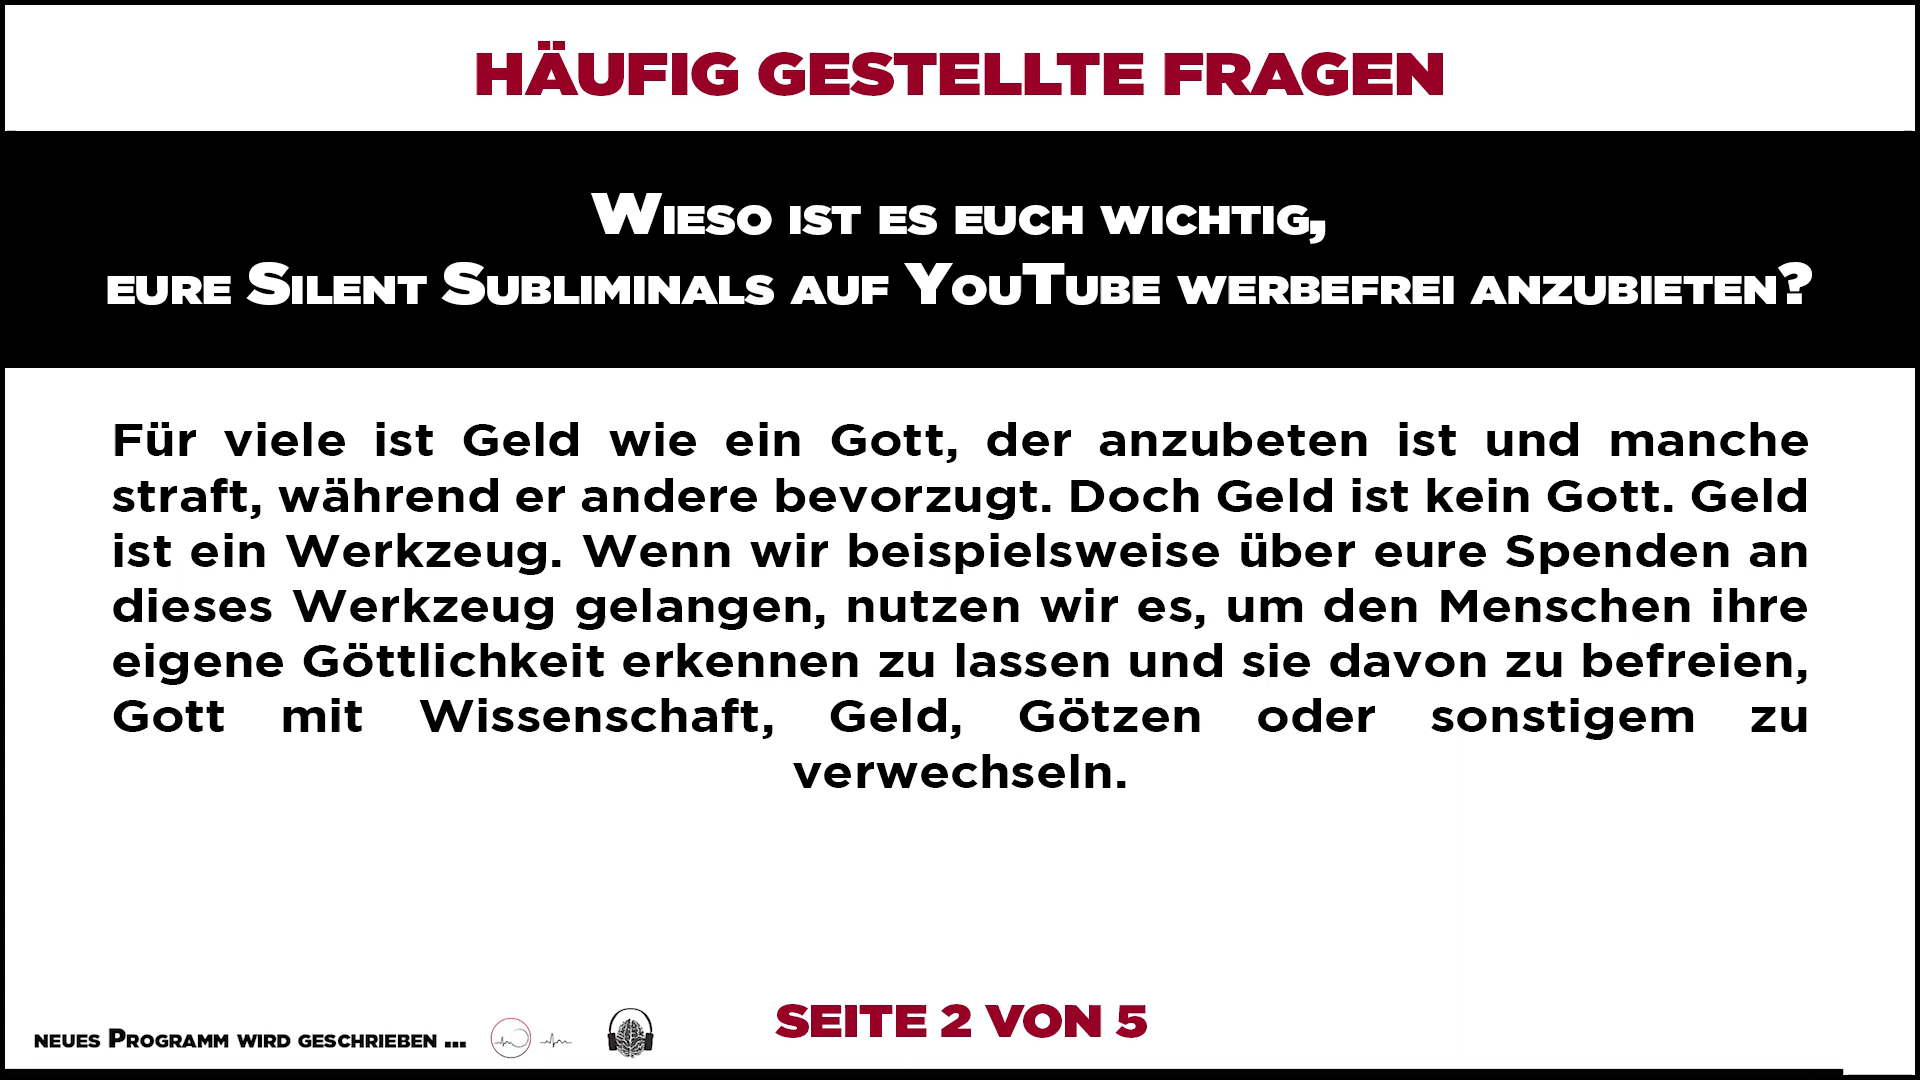 HÄUFIG GESTELLTE FRAGEN
Wieso ist es euch wichtig,
eure Silent Subliminals auf YouTube werbefrei anzubieten?
Für viele ist Geld wie ein Gott, der anzubeten ist und manche
straft, während er andere bevorzugt. Doch Geld ist kein Gott. Geld
ist ein Werkzeug. Wenn wir beispielsweise über eure Spenden an
dieses Werkzeug gelangen, nutzen wir es, um den Menschen ihre
eigene Göttlichkeit erkennen zu lassen und sie davon zu befreien,
Gott mit Wissenschaft, Geld, Götzen oder sonstigem zu
verwechseln.
neues Programm wird geschrieben ...
SEITE 2 VON 5